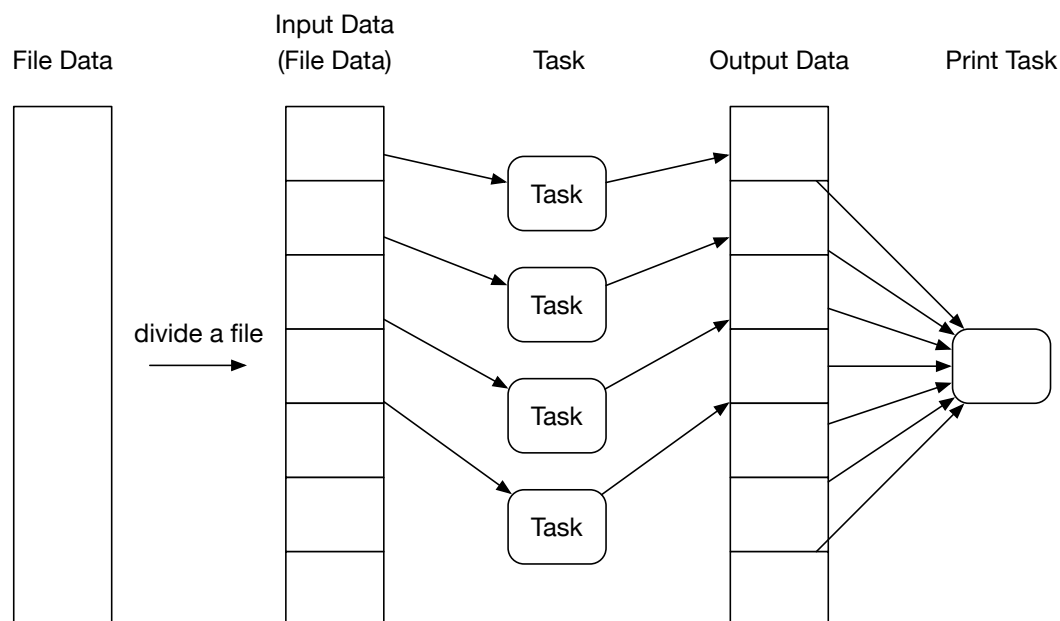 File Data
Input Data
(File Data)
Task
Output Data
Print Task
divide a file
Task
Task
Task
Task